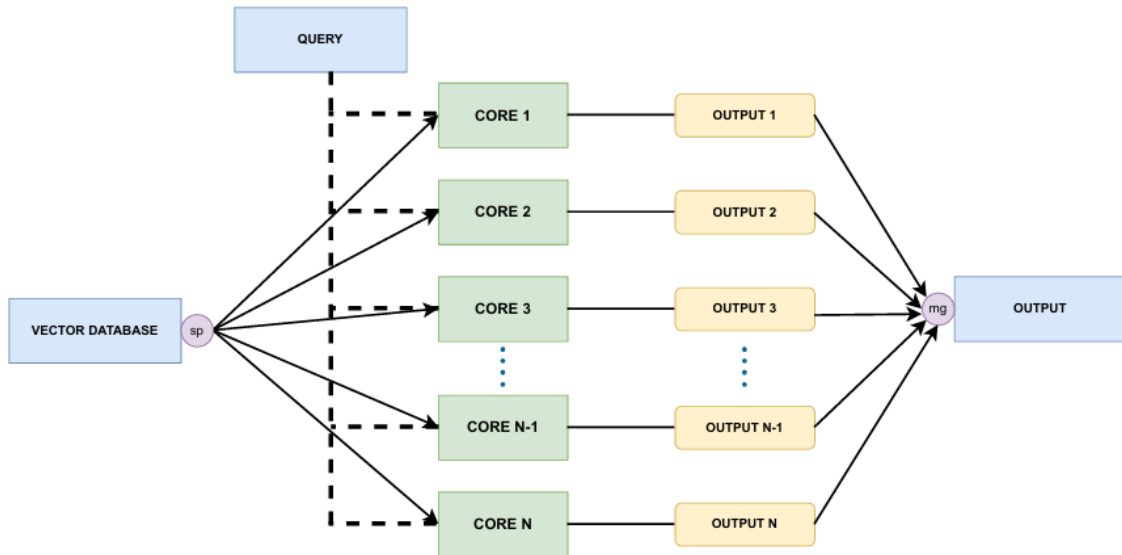 QUERY
CORE 1
OUTPUT 1
CORE 2
OUTPUT 2
VECTOR DATABASE
sp
CORE 3
OUTPUT 3
mg
OUTPUT
CORE N-1
OUTPUT N-1
CORE N
OUTPUT N